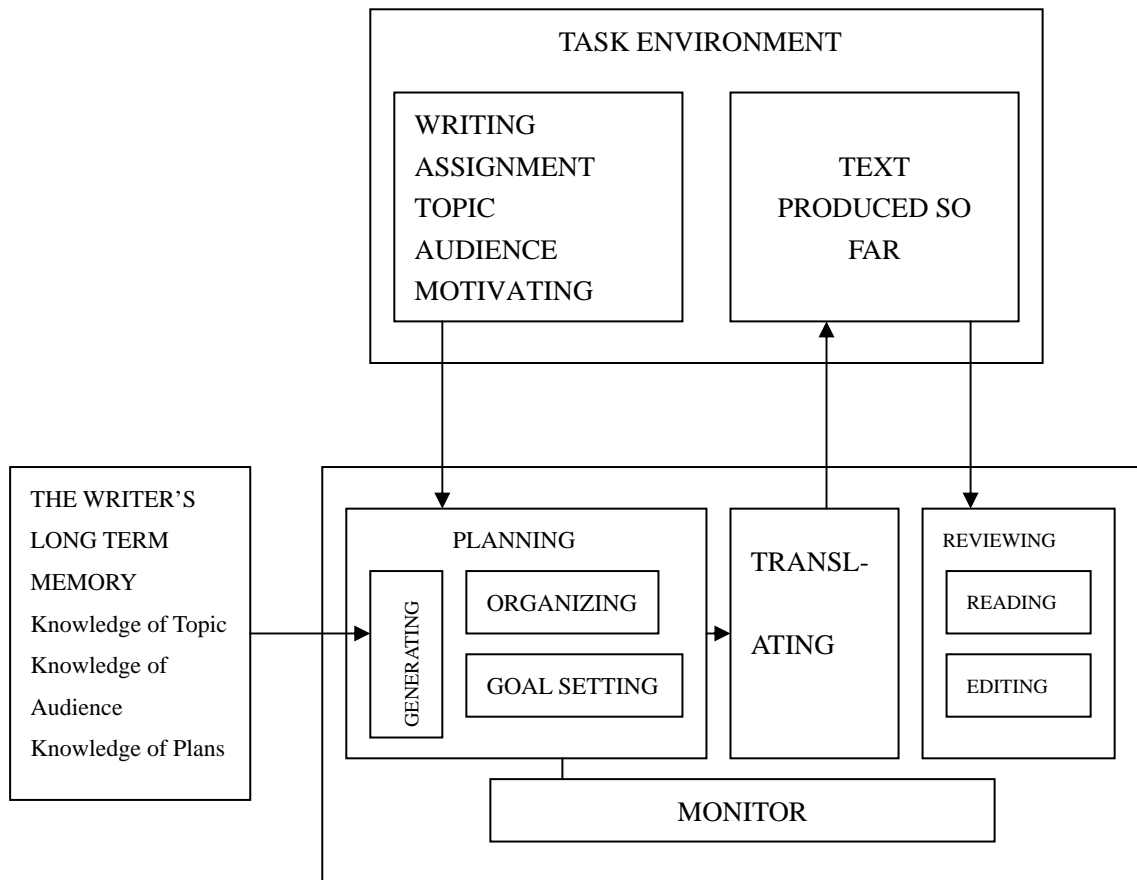 TASK ENVIRONMENT
WRITING
ASSIGNMENT
TOPIC
AUDIENCE
MOTIVATING
TEXT
PRODUCED SO
FAR
THE WRITER’S
LONG TERM
MEMORY
Knowledge of Topic
Knowledge of
Audience
Knowledge of Plans
PLANNING
GENERATING
ORGANIZING
GOAL SETTING
TRANSL-
ATING
REVIEWING
READING
EDITING
MONITOR